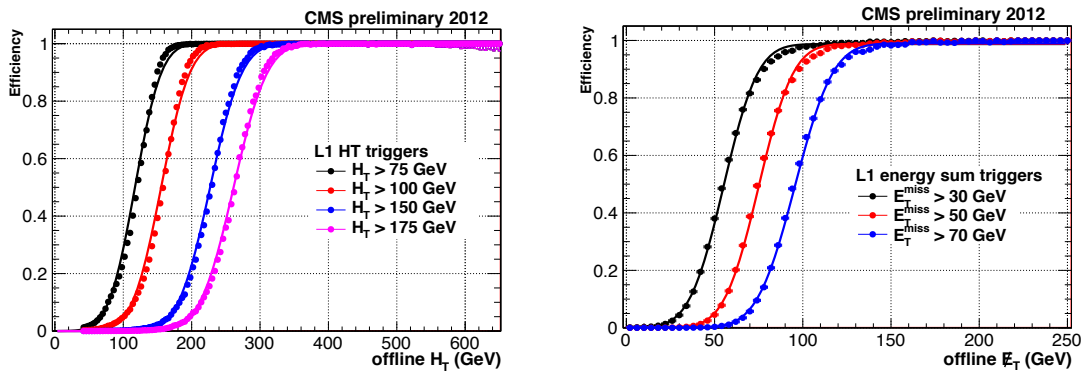 CMS preliminary 2012
Efficiency
1
0.8
0.6
0.4
0.2
0
L1 HT triggers
H_T > 75 GeV
H_T > 100 GeV
H_T > 150 GeV
H_T > 175 GeV
0 100 200 300 400 500 600
offline H_T (GeV)
CMS preliminary 2012
Efficiency
1
0.8
0.6
0.4
0.2
0
L1 energy sum triggers
E_T^miss > 30 GeV
E_T^miss > 50 GeV
E_T^miss > 70 GeV
0 50 100 150 200 250
offline E̸_T (GeV)